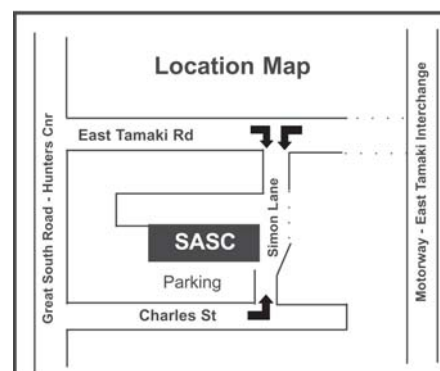 Location Map
East Tamaki Rd
Great South Road - Hunters Cnr
Motorway - East Tamaki Interchange
Simon Lane
SASC
Parking
Charles St